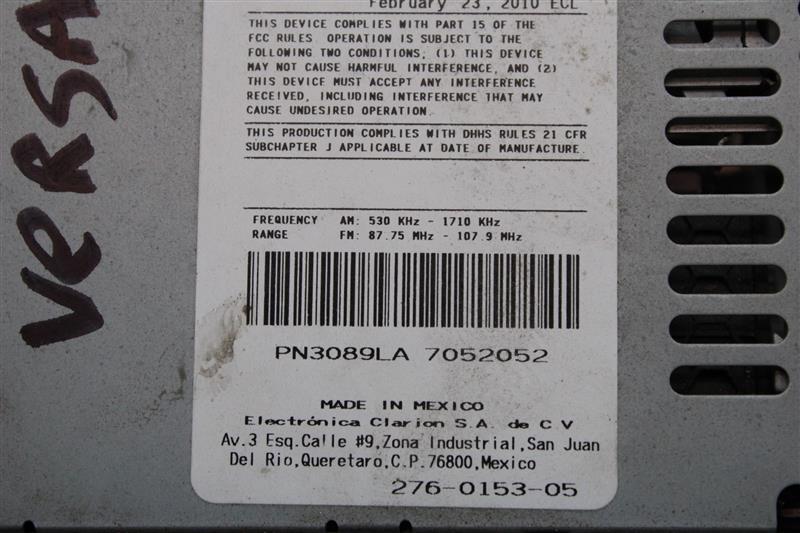 February 23, 2010 ECL
THIS DEVICE COMPLIES WITH PART 15 OF THE
FCC RULES. OPERATION IS SUBJECT TO THE
FOLLOWING TWO CONDITIONS, (1) THIS DEVICE
MAY NOT CAUSE HARMFUL INTERFERENCE, AND (2)
THIS DEVICE MUST ACCEPT ANY INTERFERENCE
RECEIVED, INCLUDING INTERFERENCE THAT MAY
CAUSE UNDESIRED OPERATION.
THIS PRODUCTION COMPLIES WITH DHHS RULES 21 CFR
SUBCHAPTER J APPLICABLE AT DATE OF MANUFACTURE.
FREQUENCY AM: 530 KHz - 1710 KHz
RANGE FM: 87.75 MHz - 107.9 MHz
PN3089LA 7052052
MADE IN MEXICO
Electrónica Clarion S.A. de C V
Av.3 Esq.Calle #9,Zona Industrial,San Juan
Del Rio,Queretaro,C.P.76800,Mexico
276-0153-05
VERSA